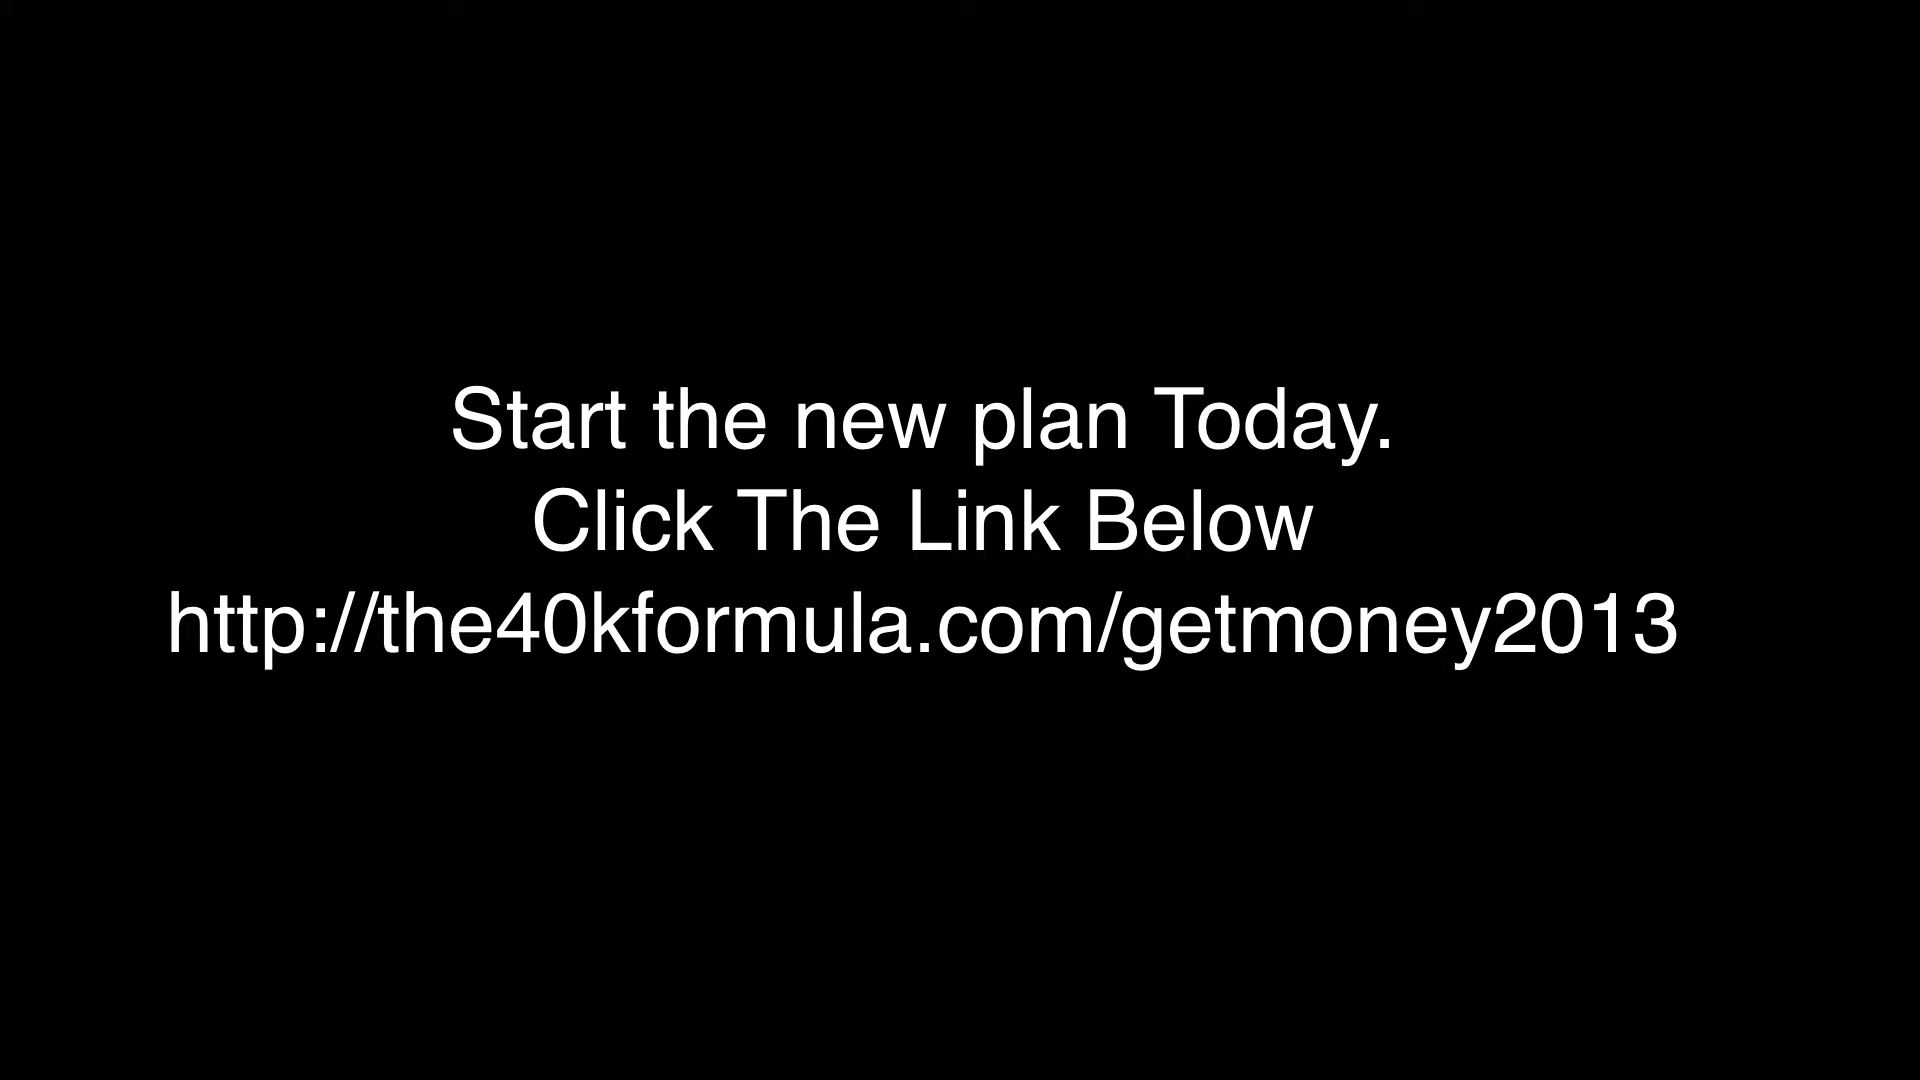 Start the new plan Today.
Click The Link Below
http://the40kformula.com/getmoney2013